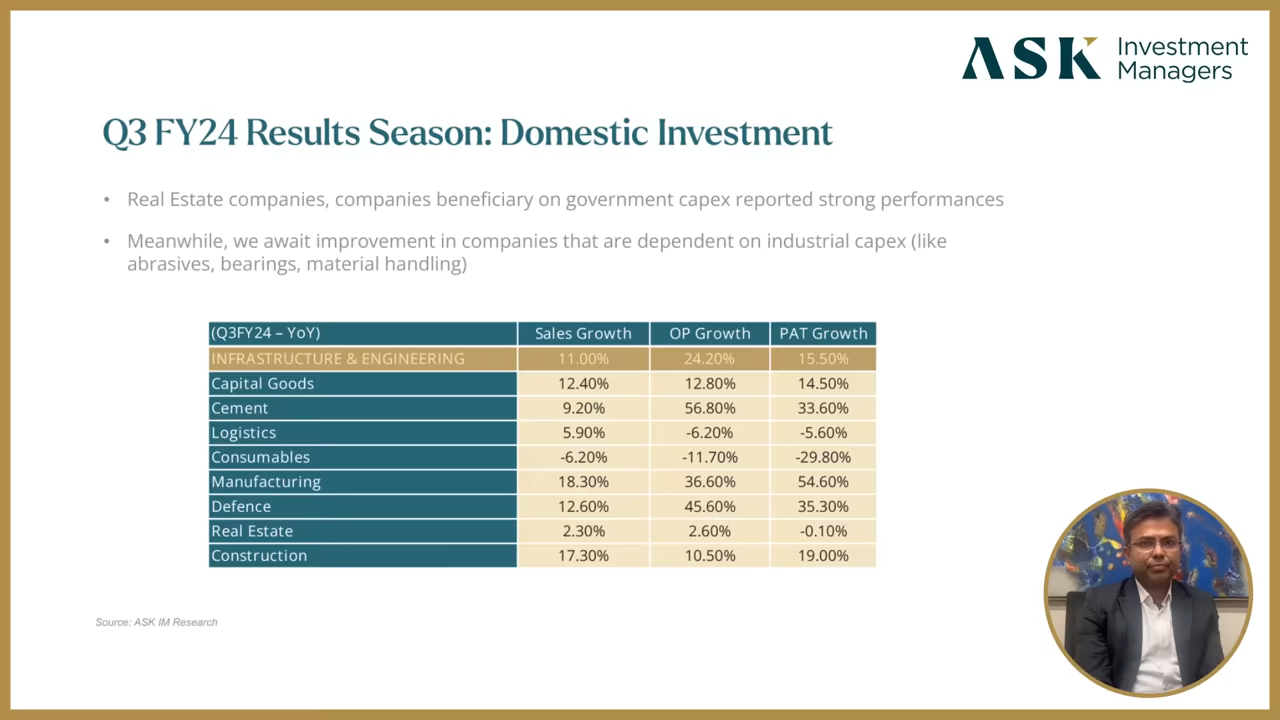 ASK Investment
Managers
Q3 FY24 Results Season: Domestic Investment
• Real Estate companies, companies beneficiary on government capex reported strong performances
• Meanwhile, we await improvement in companies that are dependent on industrial capex (like
abrasives, bearings, material handling)
(Q3FY24 – YoY) Sales Growth OP Growth PAT Growth
INFRASTRUCTURE & ENGINEERING 11.00% 24.20% 15.50%
Capital Goods 12.40% 12.80% 14.50%
Cement 9.20% 56.80% 33.60%
Logistics 5.90% -6.20% -5.60%
Consumables -6.20% -11.70% -29.80%
Manufacturing 18.30% 36.60% 54.60%
Defence 12.60% 45.60% 35.30%
Real Estate 2.30% 2.60% -0.10%
Construction 17.30% 10.50% 19.00%
Source: ASK IM Research